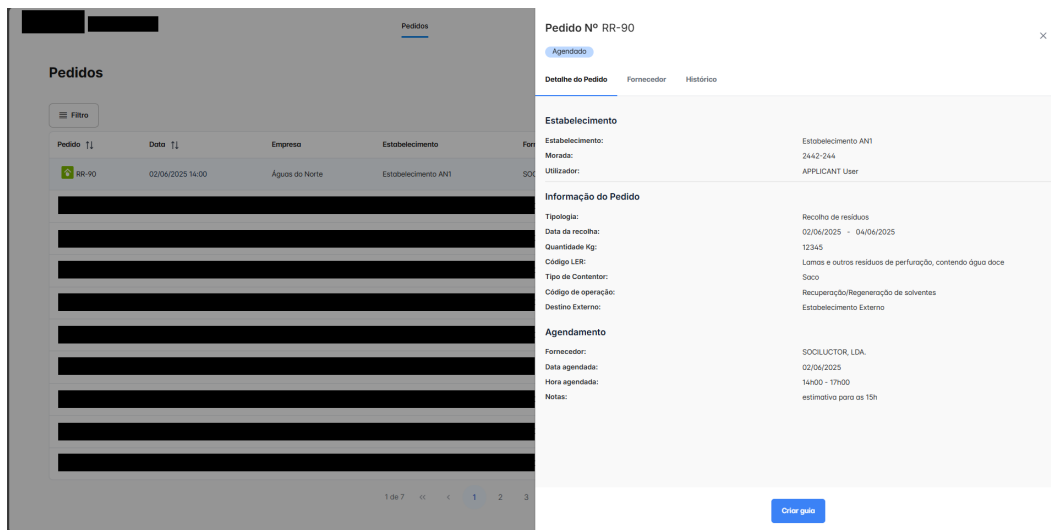 Pedidos
Pedidos
Filtro
Pedido Data Empresa Estabelecimento
RR-90 02/06/2025 14:00 Águas do Norte Estabelecimento AN1
1 de 7 << < 1 2 3
Pedido Nº RR-90
Agendado
Detalhe do Pedido Fornecedor Histórico
Estabelecimento
Estabelecimento: Estabelecimento AN1
Morada: 2442-244
Utilizador: APPLICANT User
Informação do Pedido
Tipologia: Recolha de resíduos
Data da recolha: 02/06/2025 - 04/06/2025
Quantidade Kg: 12345
Código LER: Lamas e outros resíduos de perfuração, contendo água doce
Tipo de Contentor: Saco
Código de operação: Recuperação/Regeneração de solventes
Destino Externo: Estabelecimento Externo
Agendamento
Fornecedor: SOCILUCTOR, LDA.
Data agendada: 02/06/2025
Hora agendada: 14h00 - 17h00
Notas: estimativa para as 15h
Criar guia